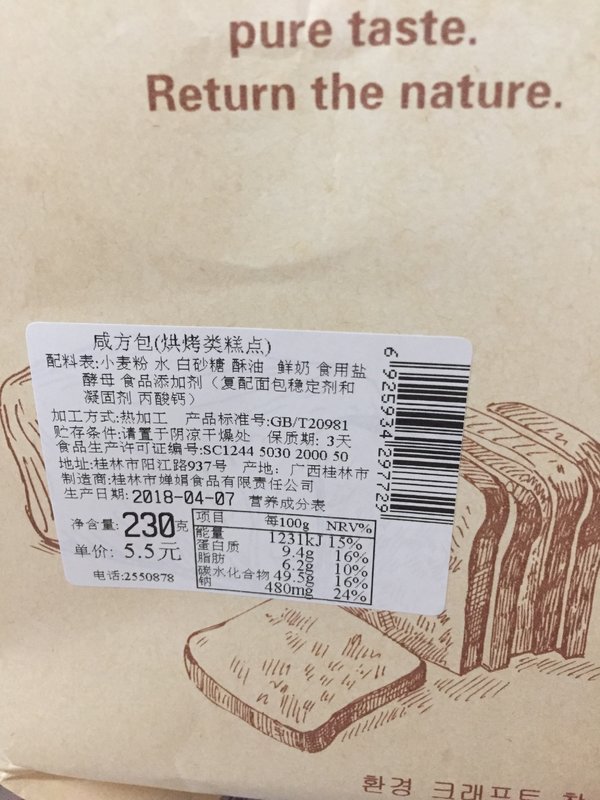 pure taste.
Return the nature.
咸方包(烘烤类糕点)
配料表:小麦粉 水 白砂糖 酥油 鲜奶 食用盐
酵母 食品添加剂（复配面包稳定剂和
凝固剂 丙酸钙）
加工方式:热加工 产品标准号:GB/T20981
贮存条件:请置于阴凉干燥处 保质期: 3天
食品生产许可证编号:SC1244 5030 2000 50
地址:桂林市阳江路937号 产地: 广西桂林市
制造商:桂林市婵娟食品有限责任公司
生产日期:2018-04-07 营养成分表
净含量:230克
单价: 5.5元
电话:2550878
项目 每100g NRV%
能量 1231kJ 15%
蛋白质 9.4g 16%
脂肪 6.2g 10%
碳水化合物 49.5g 16%
钠 480mg 24%
6 925934 297729
환경 크래프트